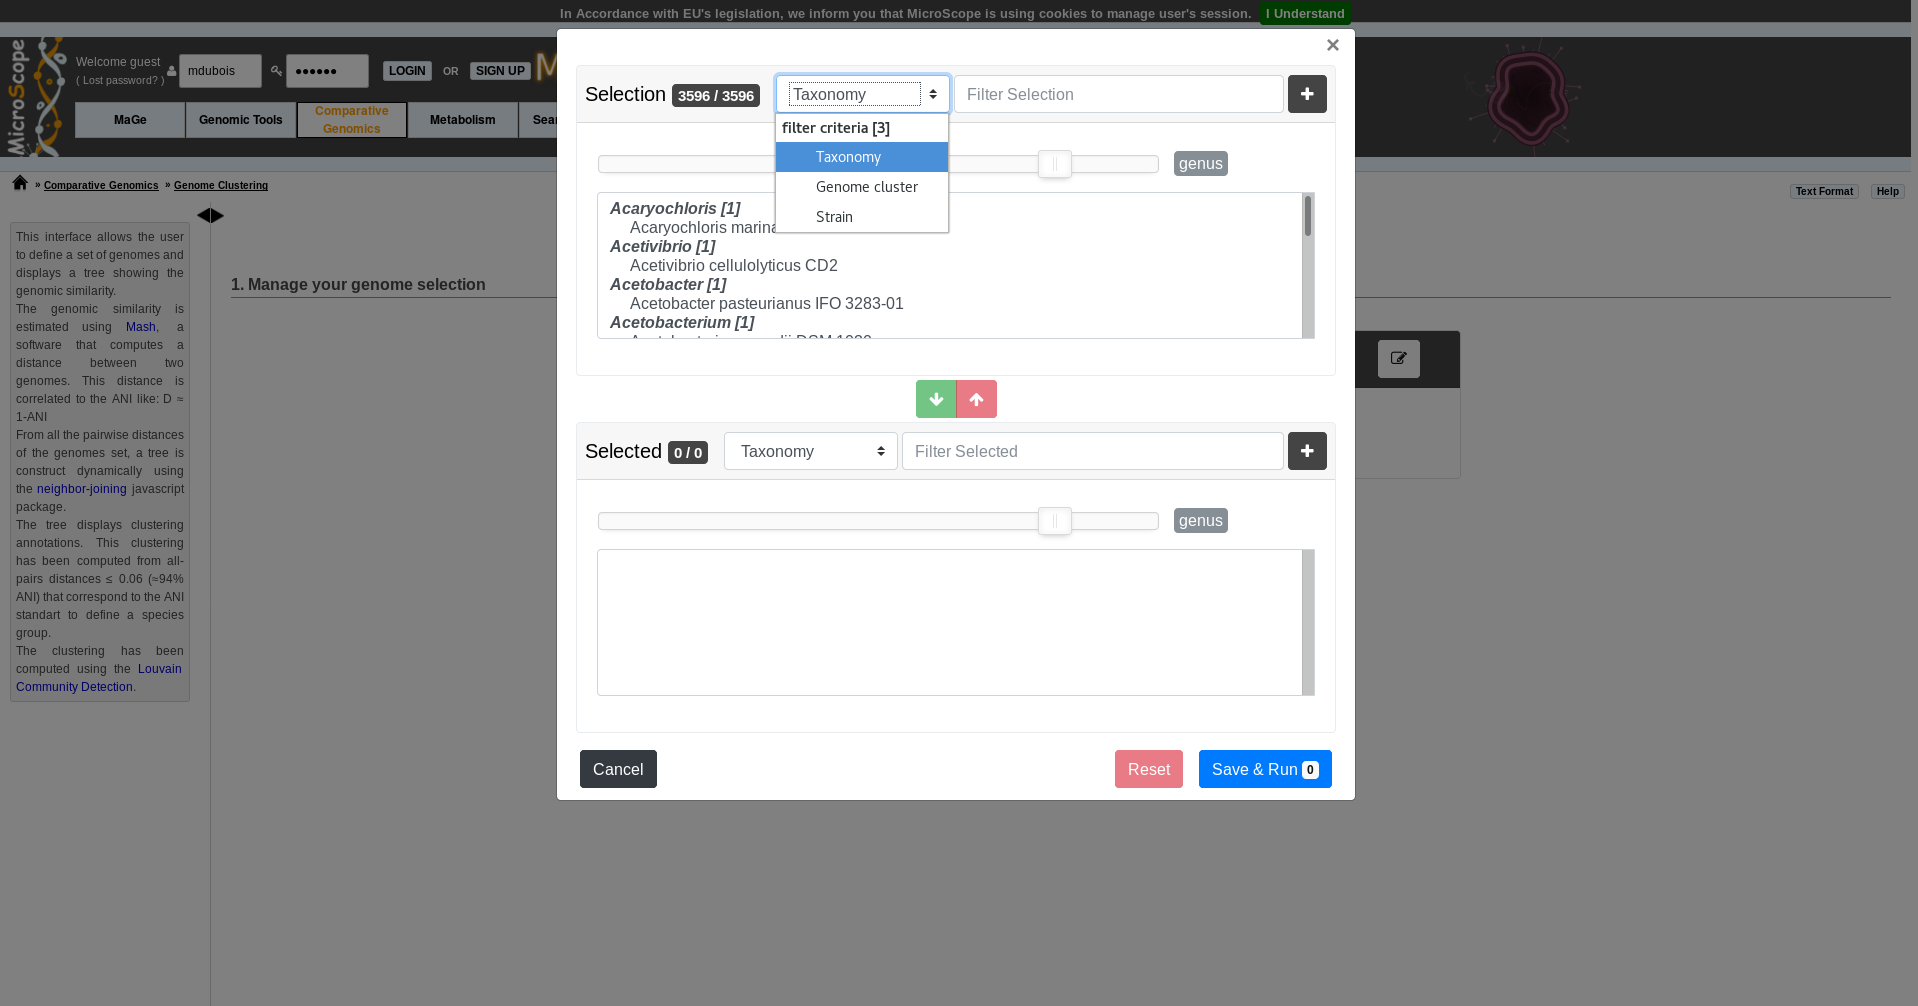 In Accordance with EU's legislation, we inform you that MicroScope is using cookies to manage user's session. I Understand
×
MicroScope
Welcome guest
( Lost password? )
mdubois
●●●●●●
LOGIN OR SIGN UP
MaGe
Genomic Tools
Comparative
Genomics
Metabolism
» Comparative Genomics » Genome Clustering
Text Format Help
This interface allows the user
to define a set of genomes and
displays a tree showing the
genomic similarity.
The genomic similarity is
estimated using Mash, a
software that computes a
distance between two
genomes. This distance is
correlated to the ANI like: D ≈
1-ANI
From all the pairwise distances
of the genomes set, a tree is
construct dynamically using
the neighbor-joining javascript
package.
The tree displays clustering
annotations. This clustering
has been computed from all-
pairs distances ≤ 0.06 (≈94%
ANI) that correspond to the ANI
standart to define a species
group.
The clustering has been
computed using the Louvain
Community Detection.
1. Manage your genome selection
Selection 3596 / 3596 Taxonomy Filter Selection
filter criteria [3]
Taxonomy
Genome cluster
Strain
genus
Acaryochloris [1]
Acaryochloris marina
Acetivibrio [1]
Acetivibrio cellulolyticus CD2
Acetobacter [1]
Acetobacter pasteurianus IFO 3283-01
Acetobacterium [1]
Selected 0 / 0 Taxonomy Filter Selected
genus
Cancel
Reset
Save & Run 0